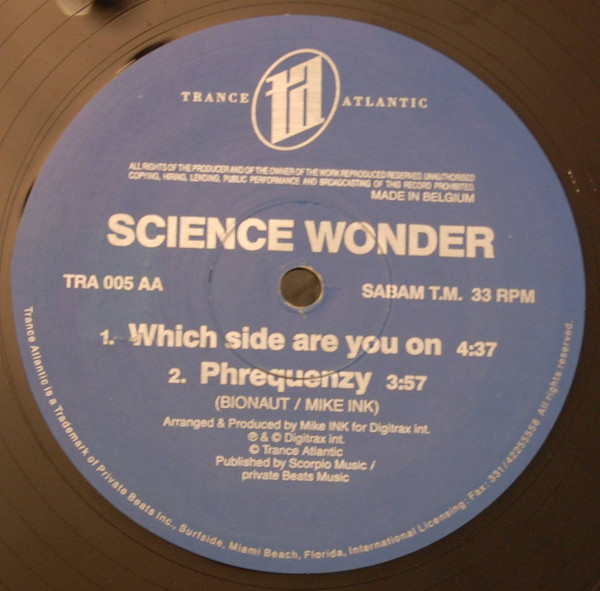 TRANCE ta ATLANTIC
ALL RIGHTS OF THE PRODUCER AND OF THE OWNER OF THE WORK REPRODUCED RESERVED. UNAUTHORISED
COPYING, HIRING, LENDING, PUBLIC PERFORMANCE AND BROADCASTING OF THIS RECORD PROHIBITED
MADE IN BELGIUM
SCIENCE WONDER
TRA 005 AA
SABAM T.M. 33 RPM
1. Which side are you on 4:37
2. Phrequenzy 3:57
(BIONAUT / MIKE INK)
Arranged & Produced by Mike INK for Digitrax int.
℗ & © Digitrax int.
© Trance Atlantic
Published by Scorpio Music /
private Beats Music
Trance Atlantic is a Trademark of Private Beats Inc., Surfside, Miami Beach, Florida, International Licensing: Fax: 331/42255558 All rights reserved.